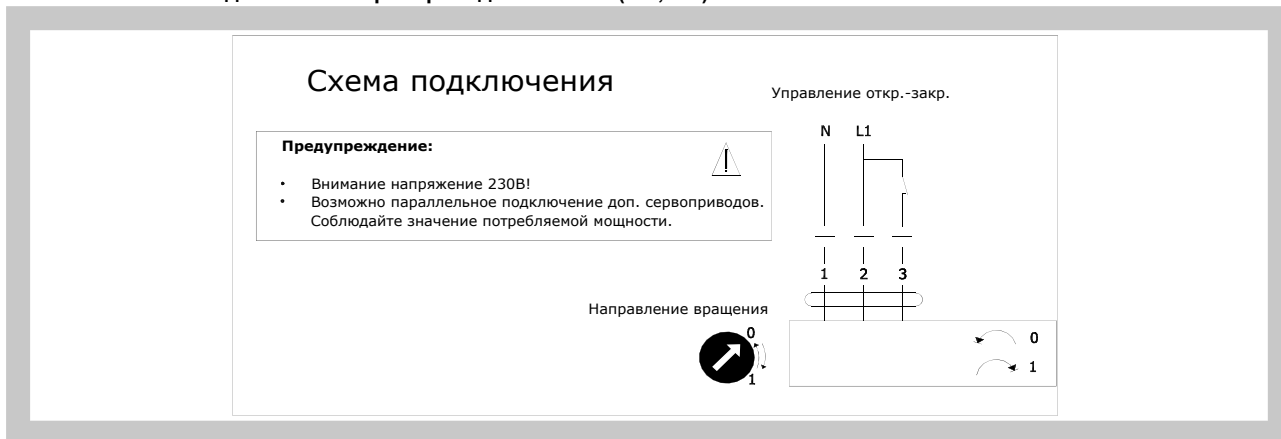 Схема подключения
Управление откр.-закр.
N L1
Предупреждение:
• Внимание напряжение 230В!
• Возможно параллельное подключение доп. сервоприводов.
Соблюдайте значение потребляемой мощности.
1 2 3
Направление вращения
0
1
0
1